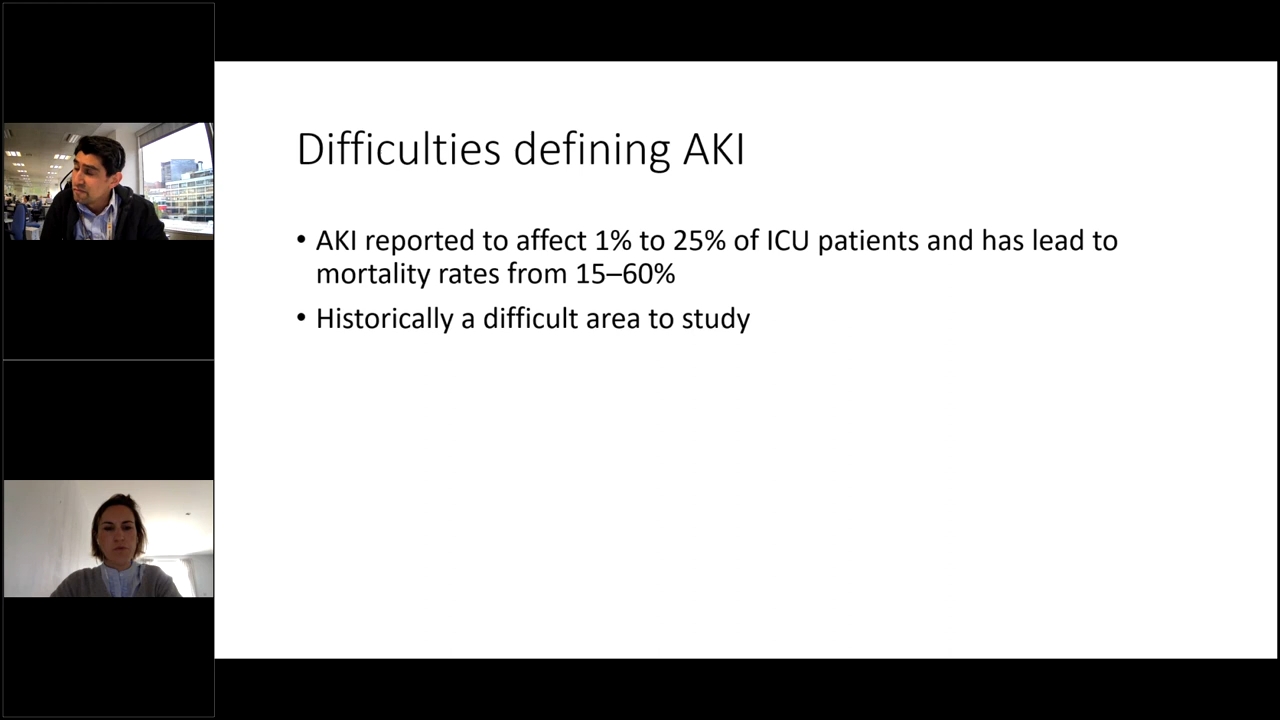 Difficulties defining AKI
• AKI reported to affect 1% to 25% of ICU patients and has lead to
mortality rates from 15–60%
• Historically a difficult area to study